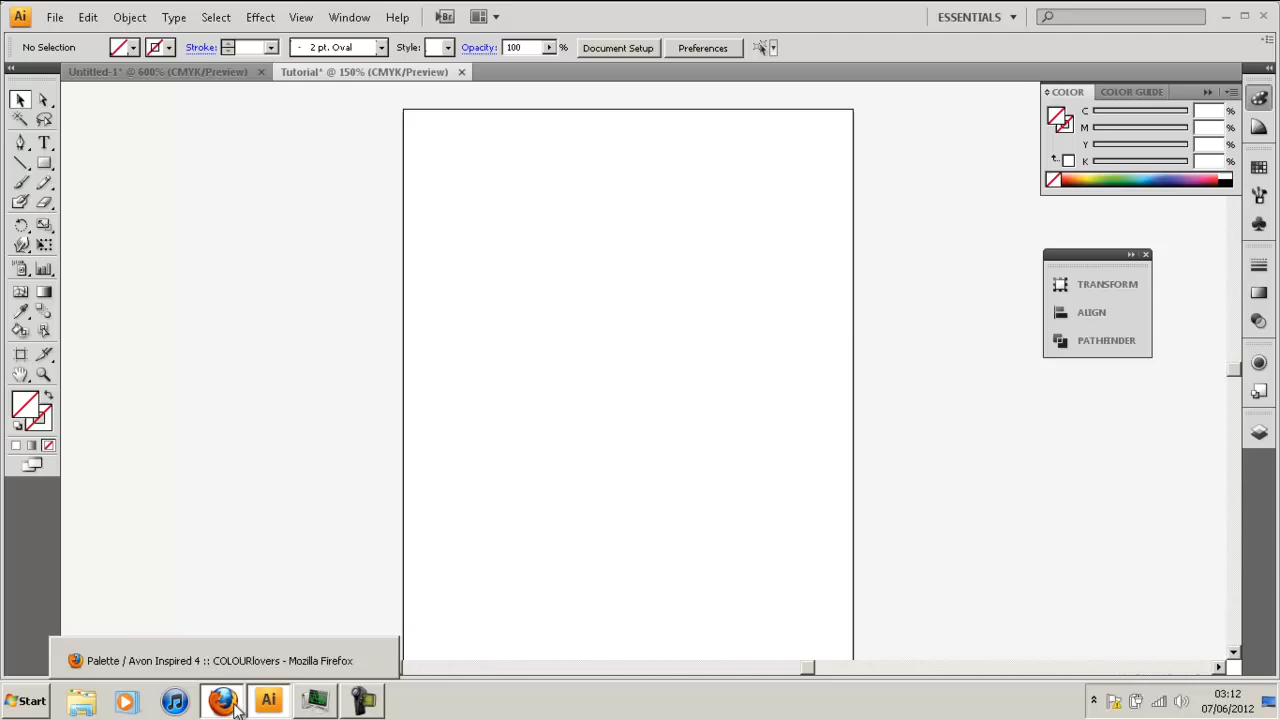 Ai File Edit Object Type Select Effect View Window Help Br ESSENTIALS
No Selection Stroke: - 2 pt. Oval Style: Opacity: 100 % Document Setup Preferences
Untitled-1* @ 600% (CMYK/Preview) Tutorial* @ 150% (CMYK/Preview)
COLOR COLOR GUIDE
C %
M %
Y %
K %
T
TRANSFORM
ALIGN
PATHFINDER
Palette / Avon Inspired 4 :: COLOURlovers - Mozilla Firefox
Start Ai 03:12
07/06/2012